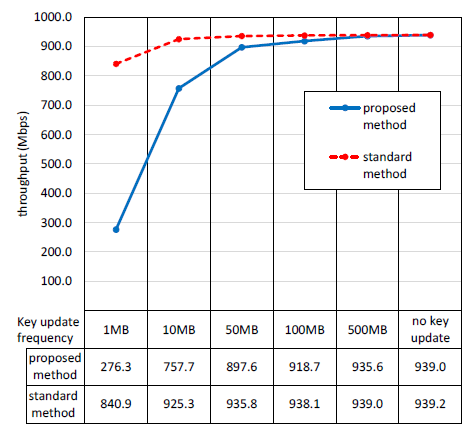 1000.0
900.0
800.0
700.0
600.0
500.0
400.0
300.0
200.0
100.0
throughput (Mbps)
proposed
method
standard
method
Key update
frequency
1MB 10MB 50MB 100MB 500MB no key
update
proposed
method
276.3 757.7 897.6 918.7 935.6 939.0
standard
method
840.9 925.3 935.8 938.1 939.0 939.2